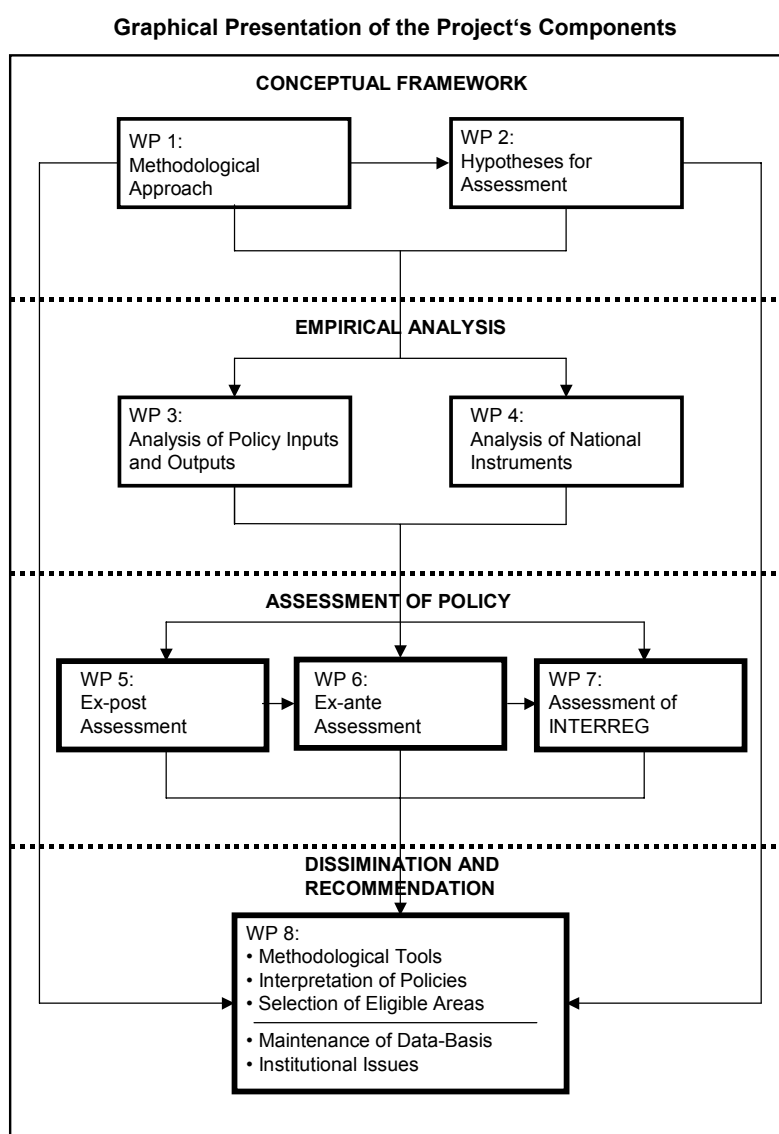 Graphical Presentation of the Project‘s Components
CONCEPTUAL FRAMEWORK
WP 1:
Methodological
Approach
WP 2:
Hypotheses for
Assessment
EMPIRICAL ANALYSIS
WP 3:
Analysis of Policy Inputs
and Outputs
WP 4:
Analysis of National
Instruments
ASSESSMENT OF POLICY
WP 5:
Ex-post
Assessment
WP 6:
Ex-ante
Assessment
WP 7:
Assessment of
INTERREG
DISSIMINATION AND
RECOMMENDATION
WP 8:
• Methodological Tools
• Interpretation of Policies
• Selection of Eligible Areas
• Maintenance of Data-Basis
• Institutional Issues